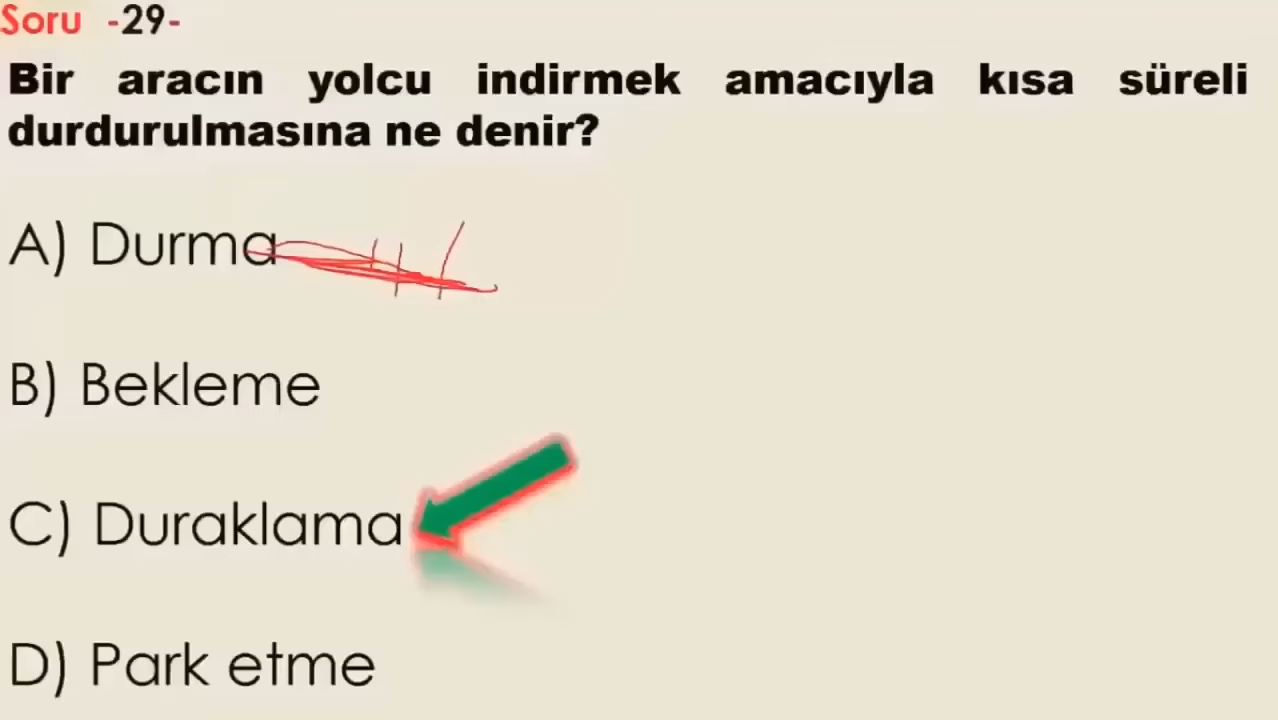 Soru -29-
Bir aracın yolcu indirmek amacıyla kısa süreli
durdurulmasına ne denir?
A) Durma
B) Bekleme
C) Duraklama
D) Park etme